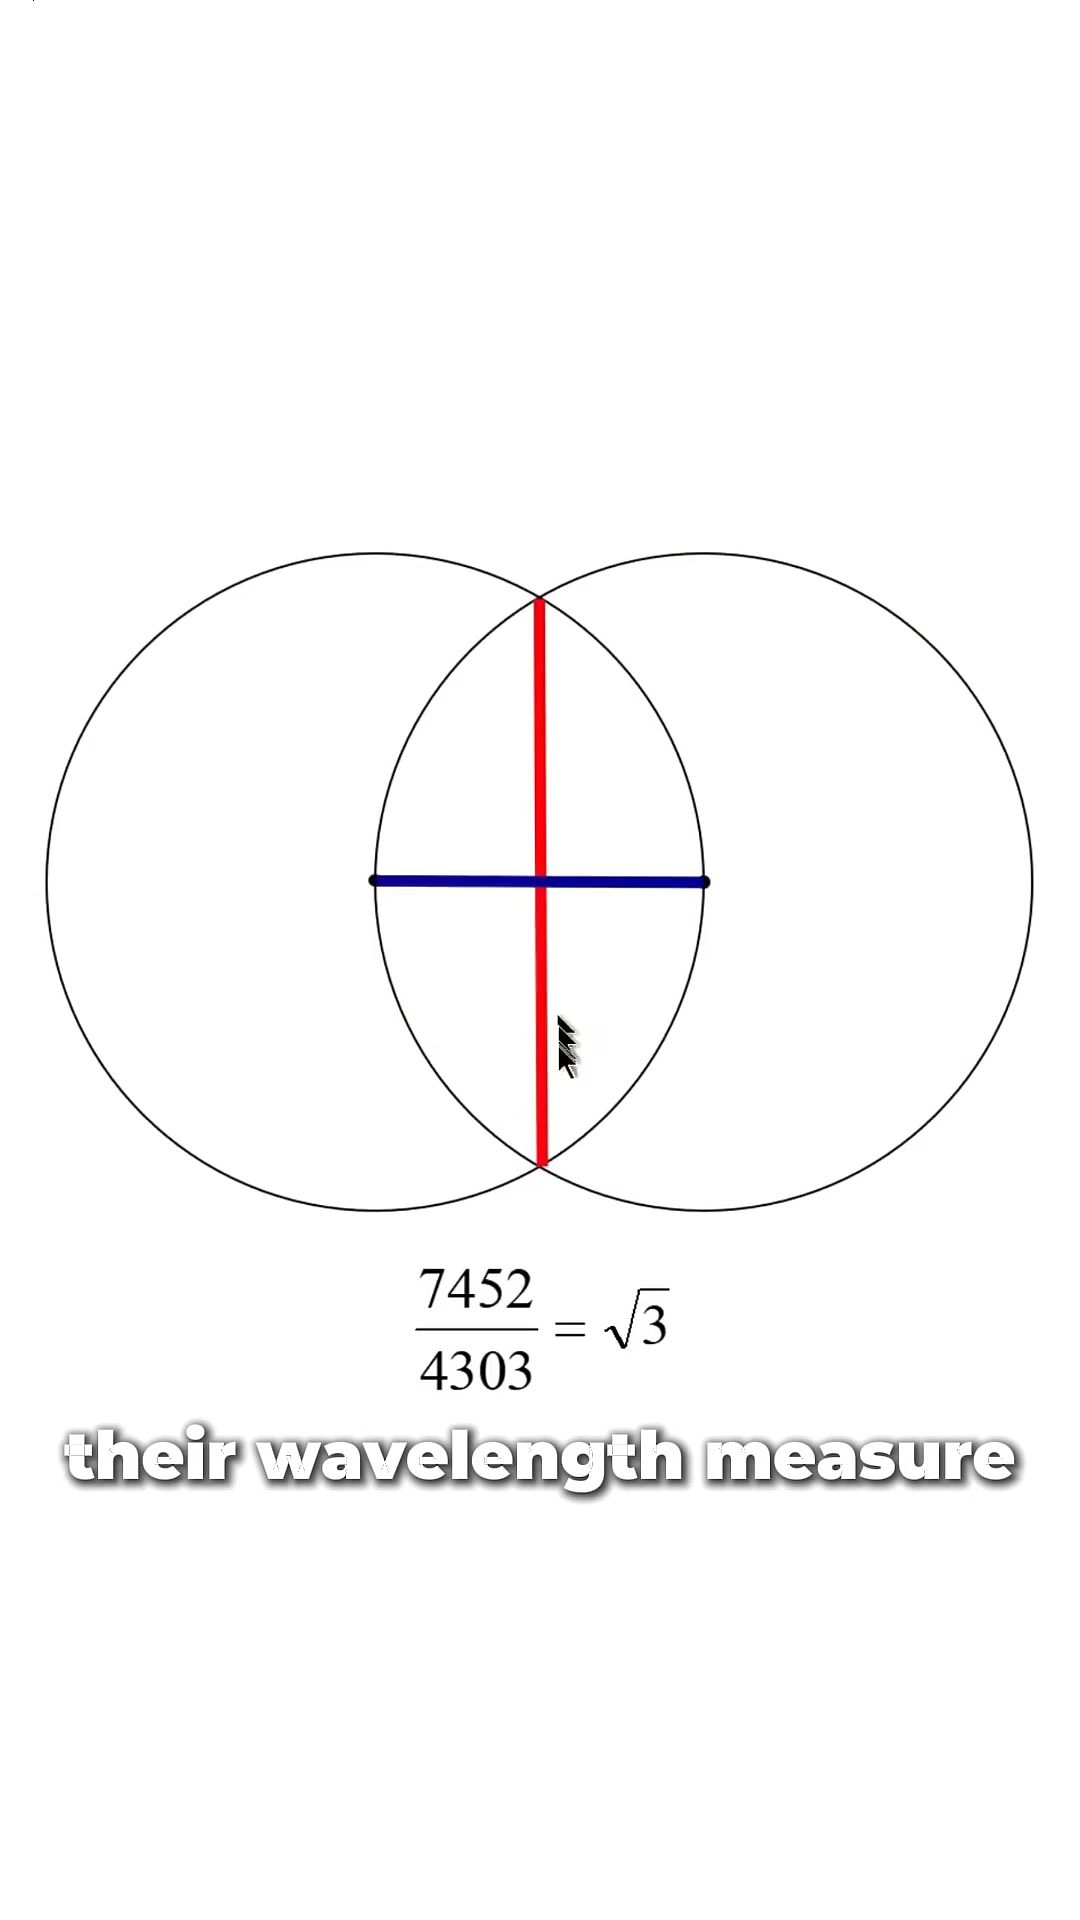 7452
4303
= √3
their wavelength measure